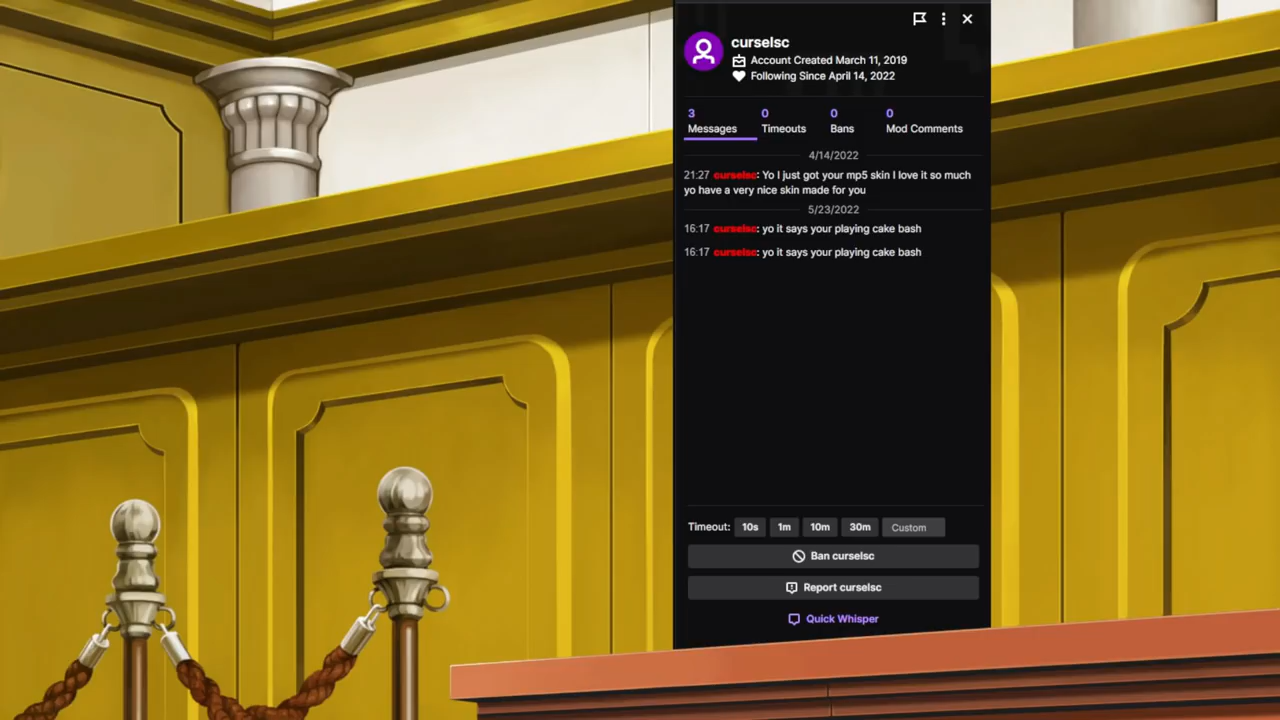 curselsc
Account Created March 11, 2019
Following Since April 14, 2022
3 0 0 0
Messages Timeouts Bans Mod Comments
4/14/2022
21:27 curselsc: Yo I just got your mp5 skin I love it so much
yo have a very nice skin made for you
5/23/2022
16:17 curselsc: yo it says your playing cake bash
16:17 curselsc: yo it says your playing cake bash
Timeout: 10s 1m 10m 30m Custom
Ban curselsc
Report curselsc
Quick Whisper